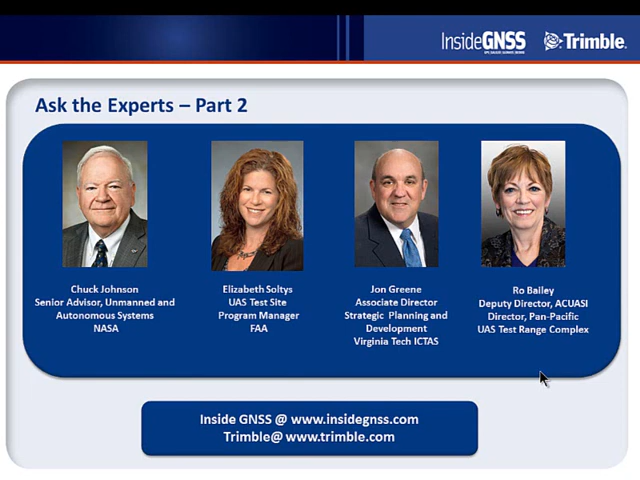 InsideGNSS
Trimble.
Ask the Experts – Part 2
Chuck Johnson
Senior Advisor, Unmanned and
Autonomous Systems
NASA
Elizabeth Soltys
UAS Test Site
Program Manager
FAA
Jon Greene
Associate Director
Strategic Planning and
Development
Virginia Tech ICTAS
Ro Bailey
Deputy Director, ACUASI
Director, Pan-Pacific
UAS Test Range Complex
Inside GNSS @ www.insidegnss.com
Trimble@ www.trimble.com